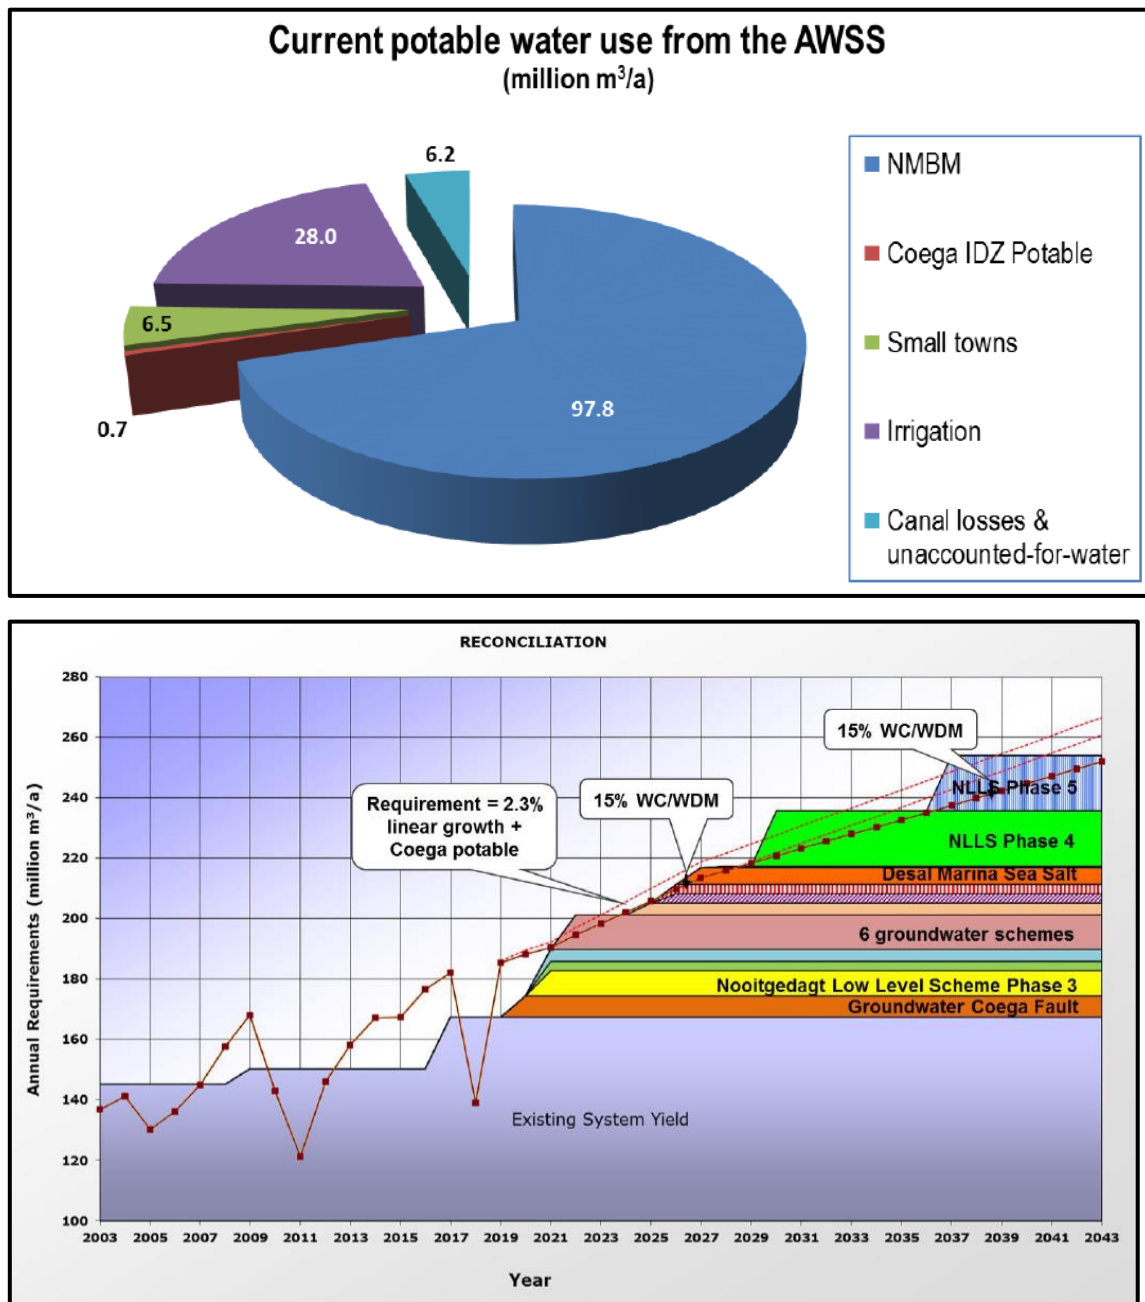 Current potable water use from the AWSS
(million m³/a)
6.2
28.0
6.5
0.7
97.8
NMBM
Coega IDZ Potable
Small towns
Irrigation
Canal losses &
unaccounted-for-water
RECONCILIATION
Annual Requirements (million m³/a)
280
260
240
220
200
180
160
140
120
100
15% WC/WDM
Requirement = 2.3%
linear growth +
Coega potable
15% WC/WDM
NLLS Phase 5
NLLS Phase 4
Desal Marina Sea Salt
6 groundwater schemes
Nooitgedagt Low Level Scheme Phase 3
Groundwater Coega Fault
Existing System Yield
2003 2005 2007 2009 2011 2013 2015 2017 2019 2021 2023 2025 2027 2029 2031 2033 2035 2037 2039 2041 2043
Year